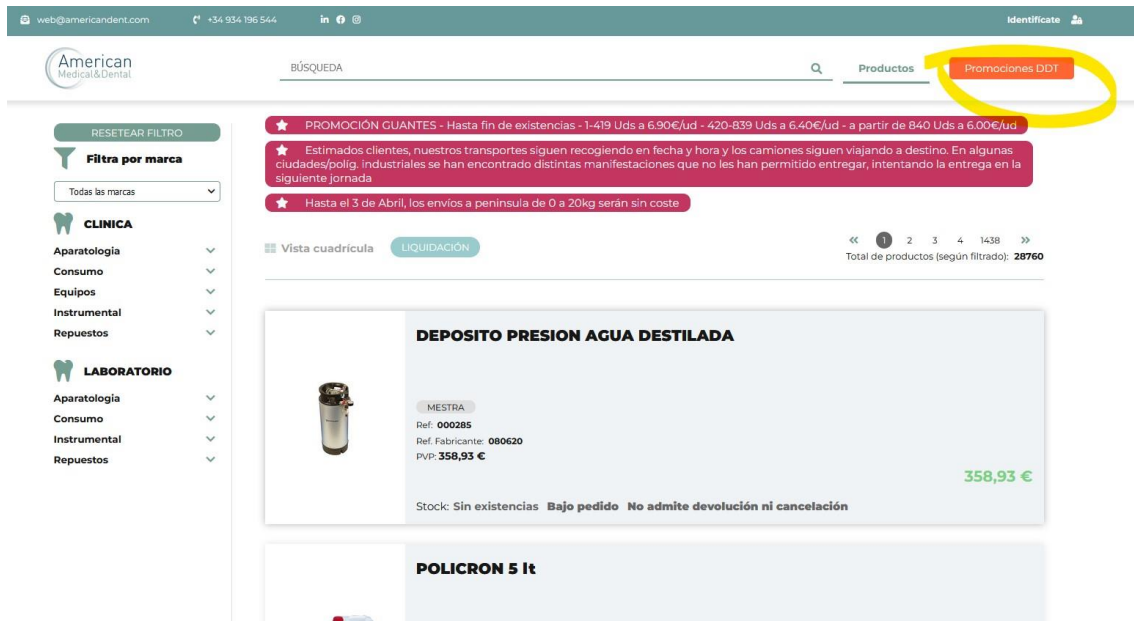 web@americandent.com +34 934 196 544 Identifícate
American
Medical&Dental
BÚSQUEDA Productos Promociones DDT
RESETEAR FILTRO
Filtra por marca
Todas las marcas
CLINICA
Aparatologia
Consumo
Equipos
Instrumental
Repuestos
LABORATORIO
Aparatologia
Consumo
Instrumental
Repuestos
PROMOCIÓN GUANTES - Hasta fin de existencias - 1-419 Uds a 6.90€/ud - 420-839 Uds a 6.40€/ud - a partir de 840 Uds a 6.00€/ud
Estimados clientes, nuestros transportes siguen recogiendo en fecha y hora y los camiones siguen viajando a destino. En algunas
ciudades/políg. industriales se han encontrado distintas manifestaciones que no les han permitido entregar, intentando la entrega en la
siguiente jornada
Hasta el 3 de Abril, los envíos a peninsula de 0 a 20kg serán sin coste
Vista cuadrícula LIQUIDACIÓN
« 1 2 3 4 1438 »
Total de productos (según filtrado): 28760
DEPOSITO PRESION AGUA DESTILADA
MESTRA
Ref: 000285
Ref. Fabricante: 080620
PVP: 358,93 €
358,93 €
Stock: Sin existencias Bajo pedido No admite devolución ni cancelación
POLICRON 5 lt